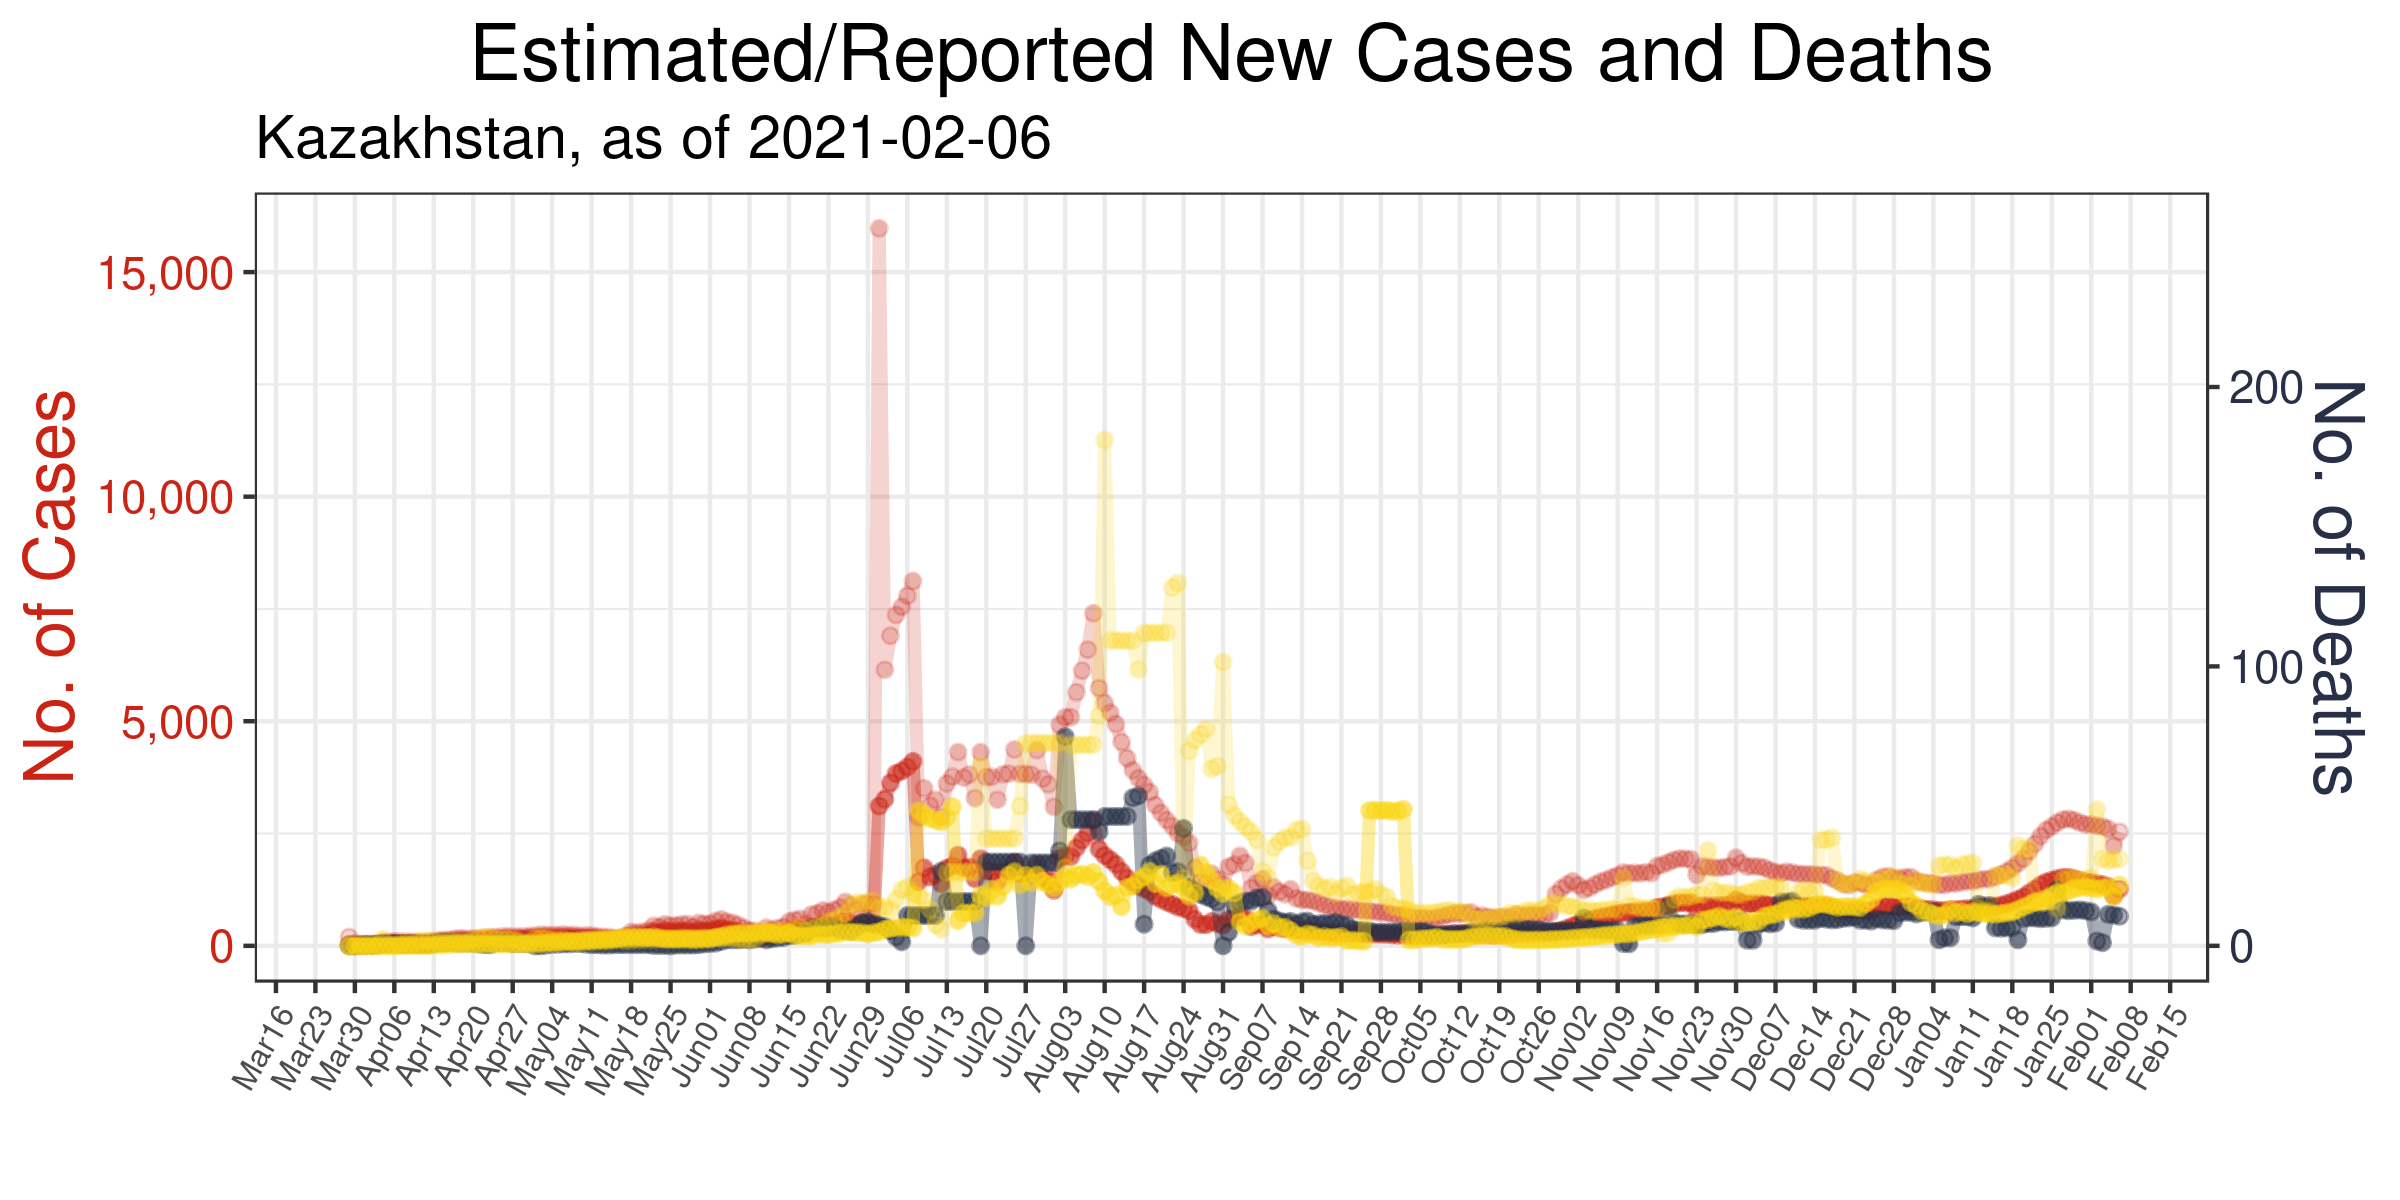 Estimated/Reported New Cases and Deaths
Kazakhstan, as of 2021-02-06
No. of Cases
15,000
10,000
5,000
0
200
100
0
No. of Deaths
Mar16
Mar23
Mar30
Apr06
Apr13
Apr20
Apr27
May04
May11
May18
May25
Jun01
Jun08
Jun15
Jun22
Jun29
Jul06
Jul13
Jul20
Jul27
Aug03
Aug10
Aug17
Aug24
Aug31
Sep07
Sep14
Sep21
Sep28
Oct05
Oct12
Oct19
Oct26
Nov02
Nov09
Nov16
Nov23
Nov30
Dec07
Dec14
Dec21
Dec28
Jan04
Jan11
Jan18
Jan25
Feb01
Feb08
Feb15